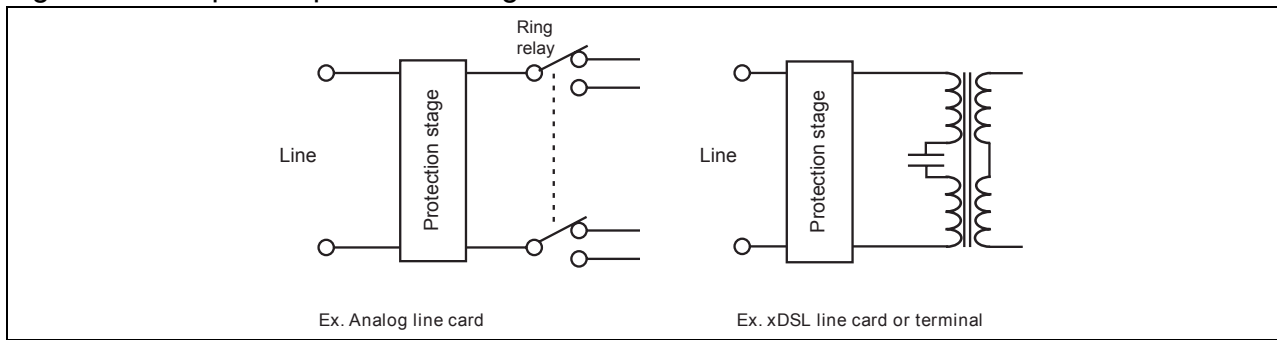 Ring
relay
Protection stage
Line
Ex. Analog line card
Protection stage
Line
Ex. xDSL line card or terminal